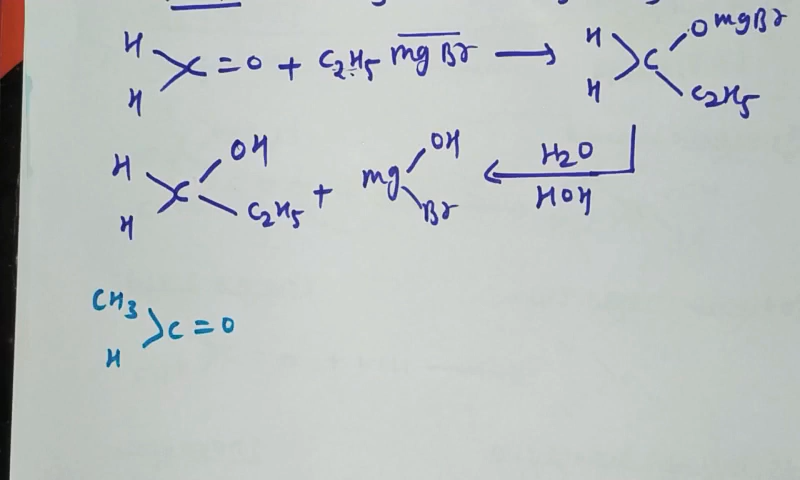 H H C=O + C2H5 mgBr → H H C OmgBr C2H5
H H C OH C2H5 + mg OH Br ← H2O HOH
CH3 H C=O